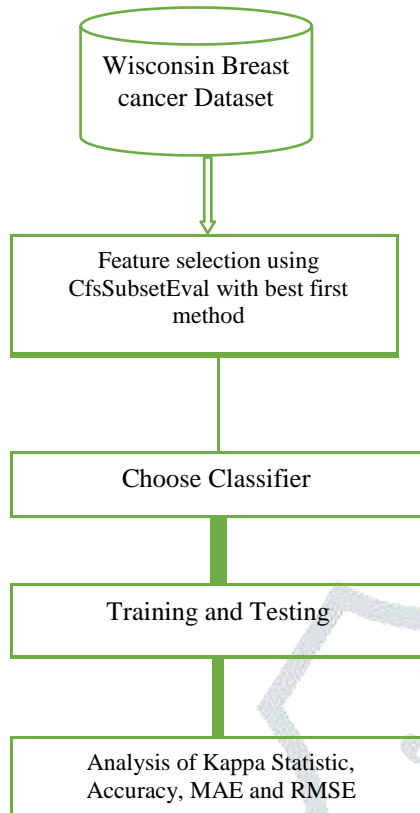 Wisconsin Breast
cancer Dataset
Feature selection using
CfsSubsetEval with best first
method
Choose Classifier
Training and Testing
Analysis of Kappa Statistic,
Accuracy, MAE and RMSE